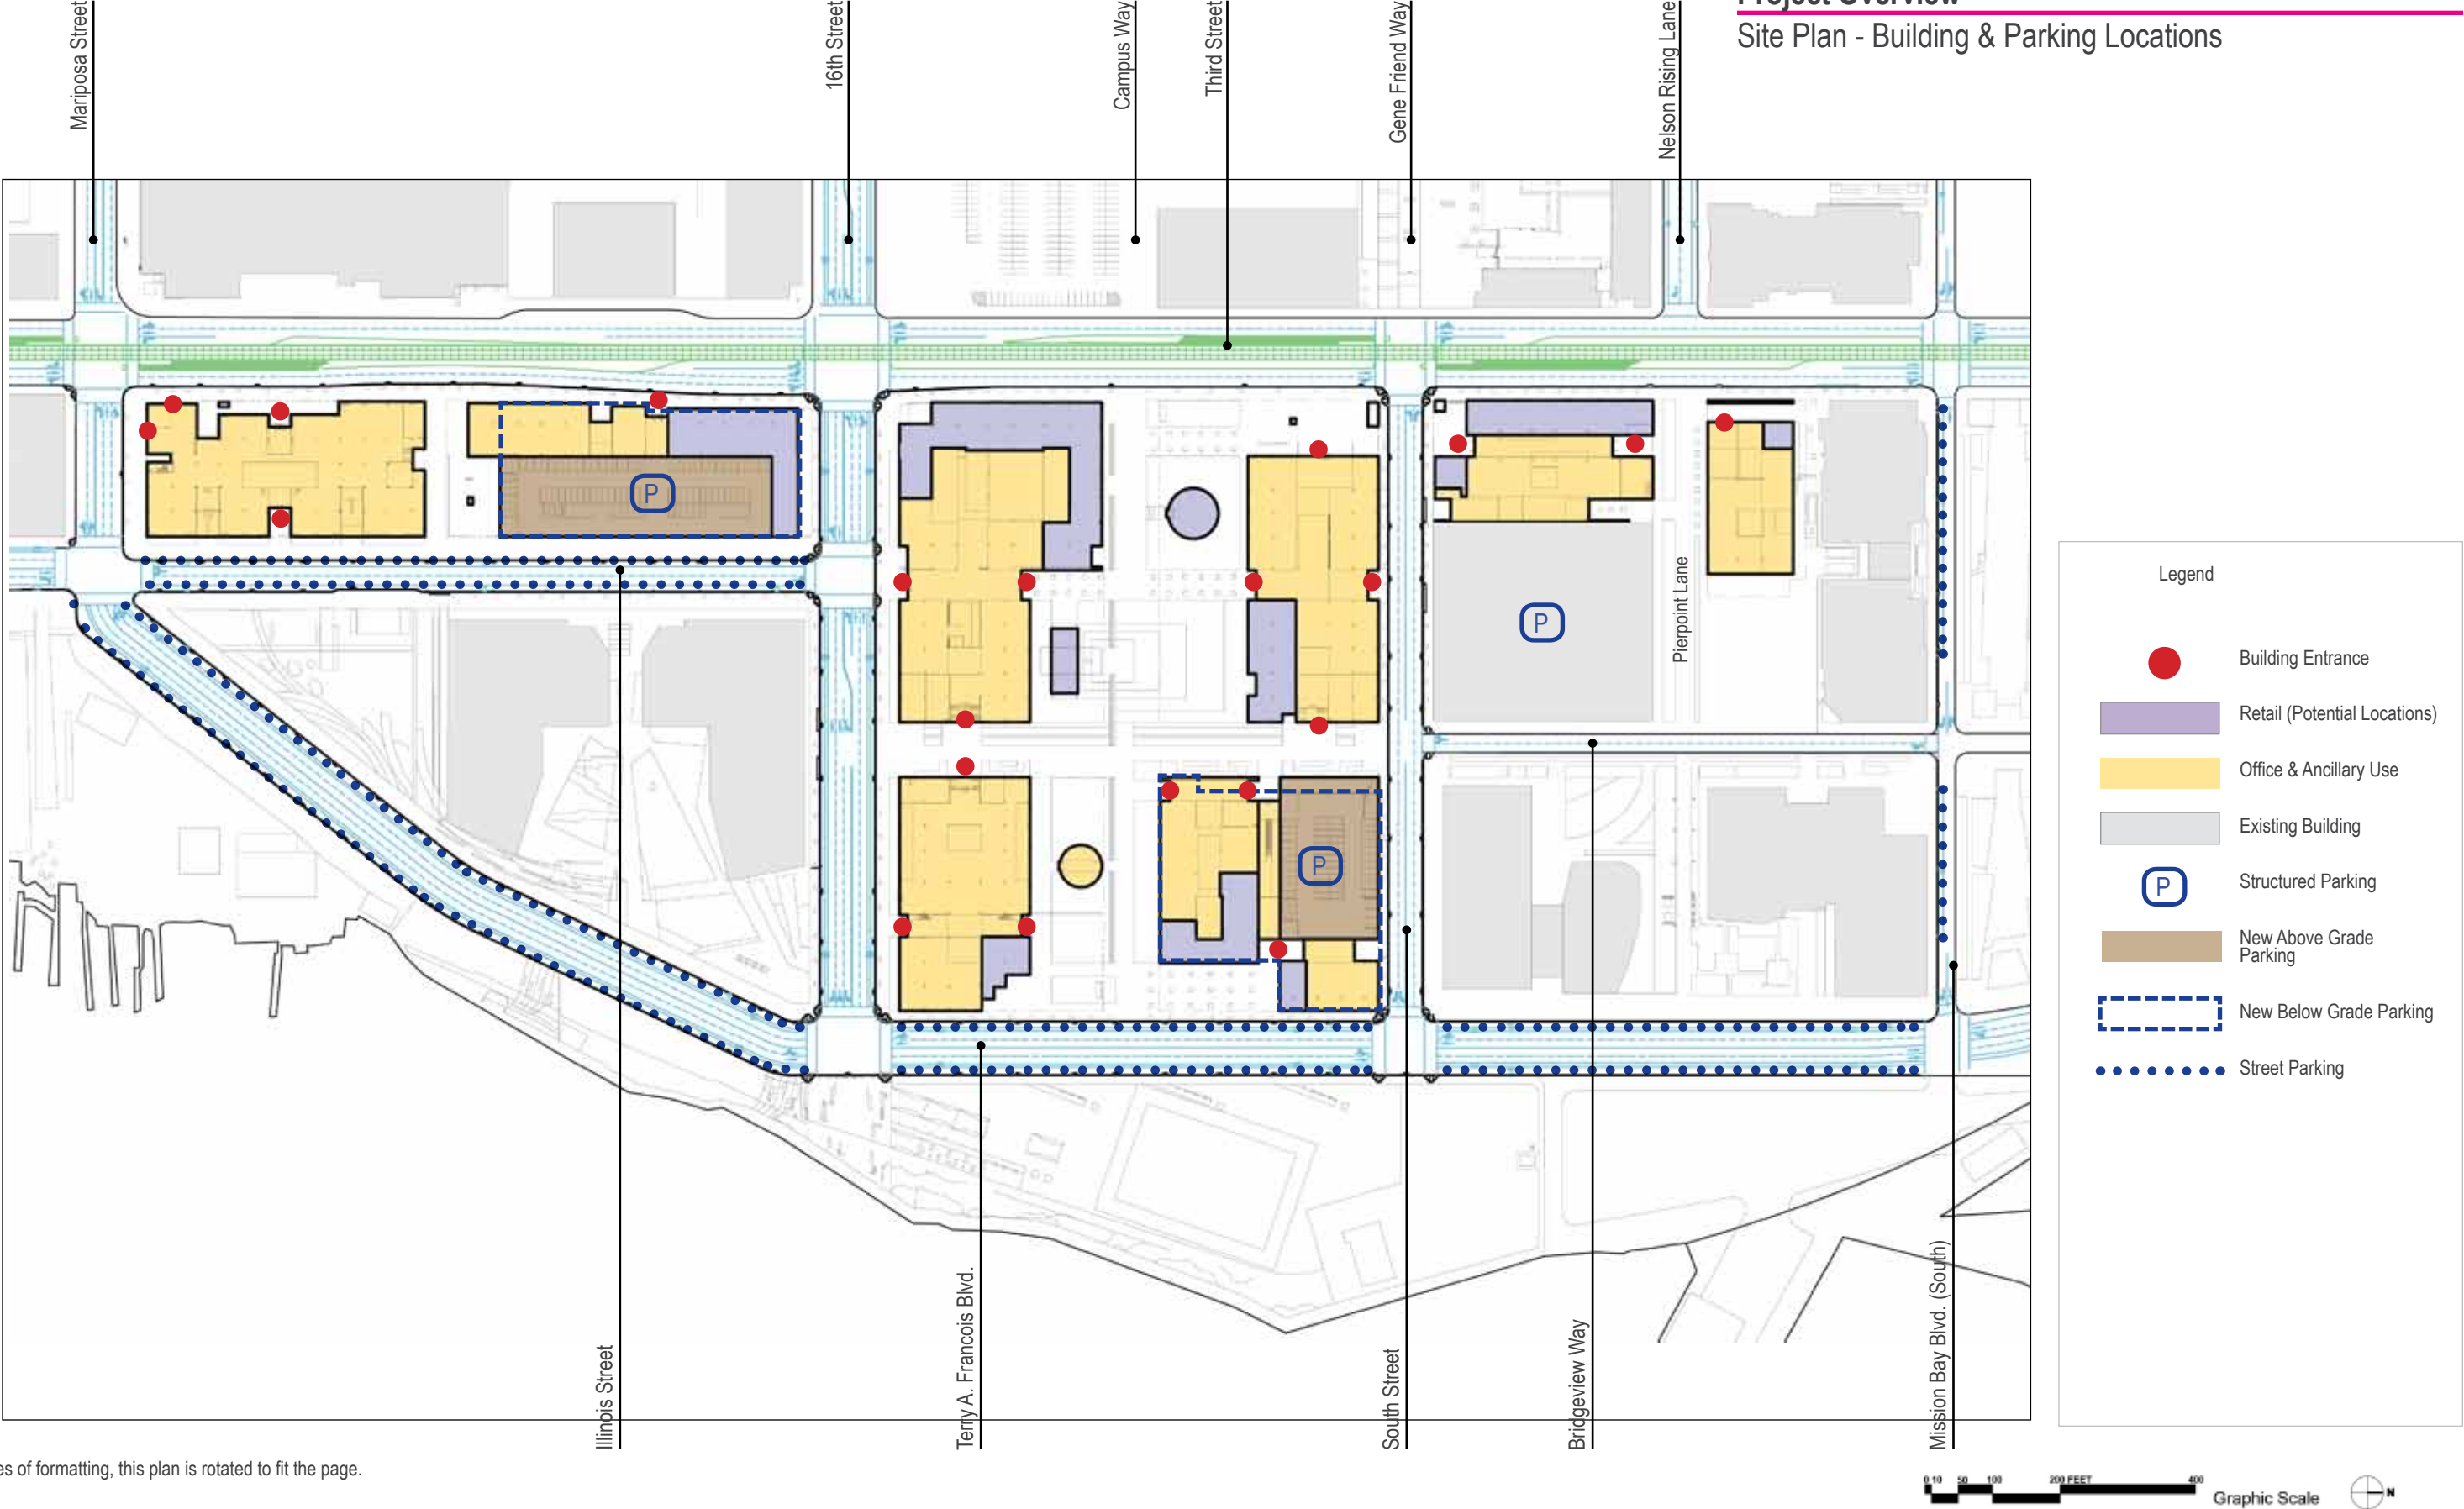 Project Overview
Site Plan - Building & Parking Locations
Mariposa Street
16th Street
Campus Way
Third Street
Gene Friend Way
Nelson Rising Lane
P
P
P
Pierpoint Lane
Illinois Street
Terry A. Francois Blvd.
South Street
Bridgeview Way
Mission Bay Blvd. (South)
Legend
Building Entrance
Retail (Potential Locations)
Office & Ancillary Use
Existing Building
P
Structured Parking
New Above Grade
Parking
New Below Grade Parking
Street Parking
es of formatting, this plan is rotated to fit the page.
0 10 50 100 200 FEET 400
Graphic Scale
N